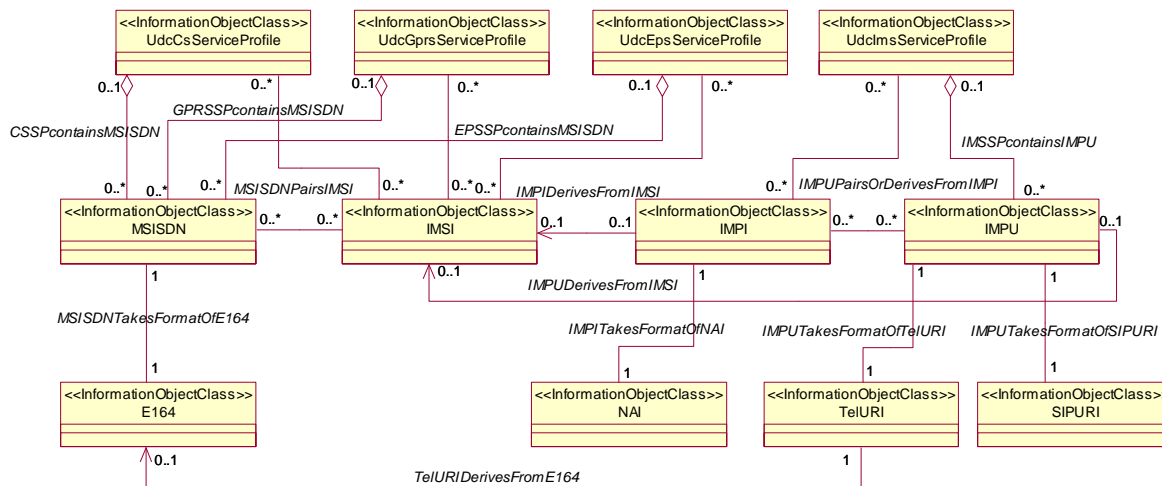 <<InformationObjectClass>>
UdcCsServiceProfile
<<InformationObjectClass>>
UdcGprsServiceProfile
<<InformationObjectClass>>
UdcEpsServiceProfile
<<InformationObjectClass>>
UdcImsServiceProfile
0..1
0..*
0..1
0..*
0..1
0..*
0..*
0..1
GPRSSPcontainsMSISDN
CSSPcontainsMSISDN
EPSSPcontainsMSISDN
IMSSPcontainsIMPU
0..*
0..*
0..*
MSISDNPairsIMSI
0..*
0..*
0..*
IMPIDerivesFromIMSI
0..*
IMPUPairsOrDerivesFromIMPI
0..*
<<InformationObjectClass>>
MSISDN
0..*
0..*
<<InformationObjectClass>>
IMSI
0..1
0..1
<<InformationObjectClass>>
IMPI
0..*
0..*
<<InformationObjectClass>>
IMPU
0..1
1
0..1
IMPUDerivesFromIMSI
1
1
1
MSISDNTakesFormatOfE164
IMPITakesFormatOfNAI
IMPUTakesFormatOfTelURI
IMPUTakesFormatOfSIPURI
1
1
1
1
<<InformationObjectClass>>
E164
<<InformationObjectClass>>
NAI
<<InformationObjectClass>>
TelURI
<<InformationObjectClass>>
SIPURI
0..1
TelURIDerivesFromE164
1